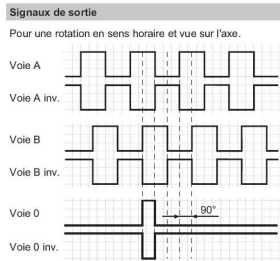 Signaux de sortie
Pour une rotation en sens horaire et vue sur l'axe.
Voie A
Voie A inv.
Voie B
Voie B inv.
Voie 0
90°
Voie 0 inv.